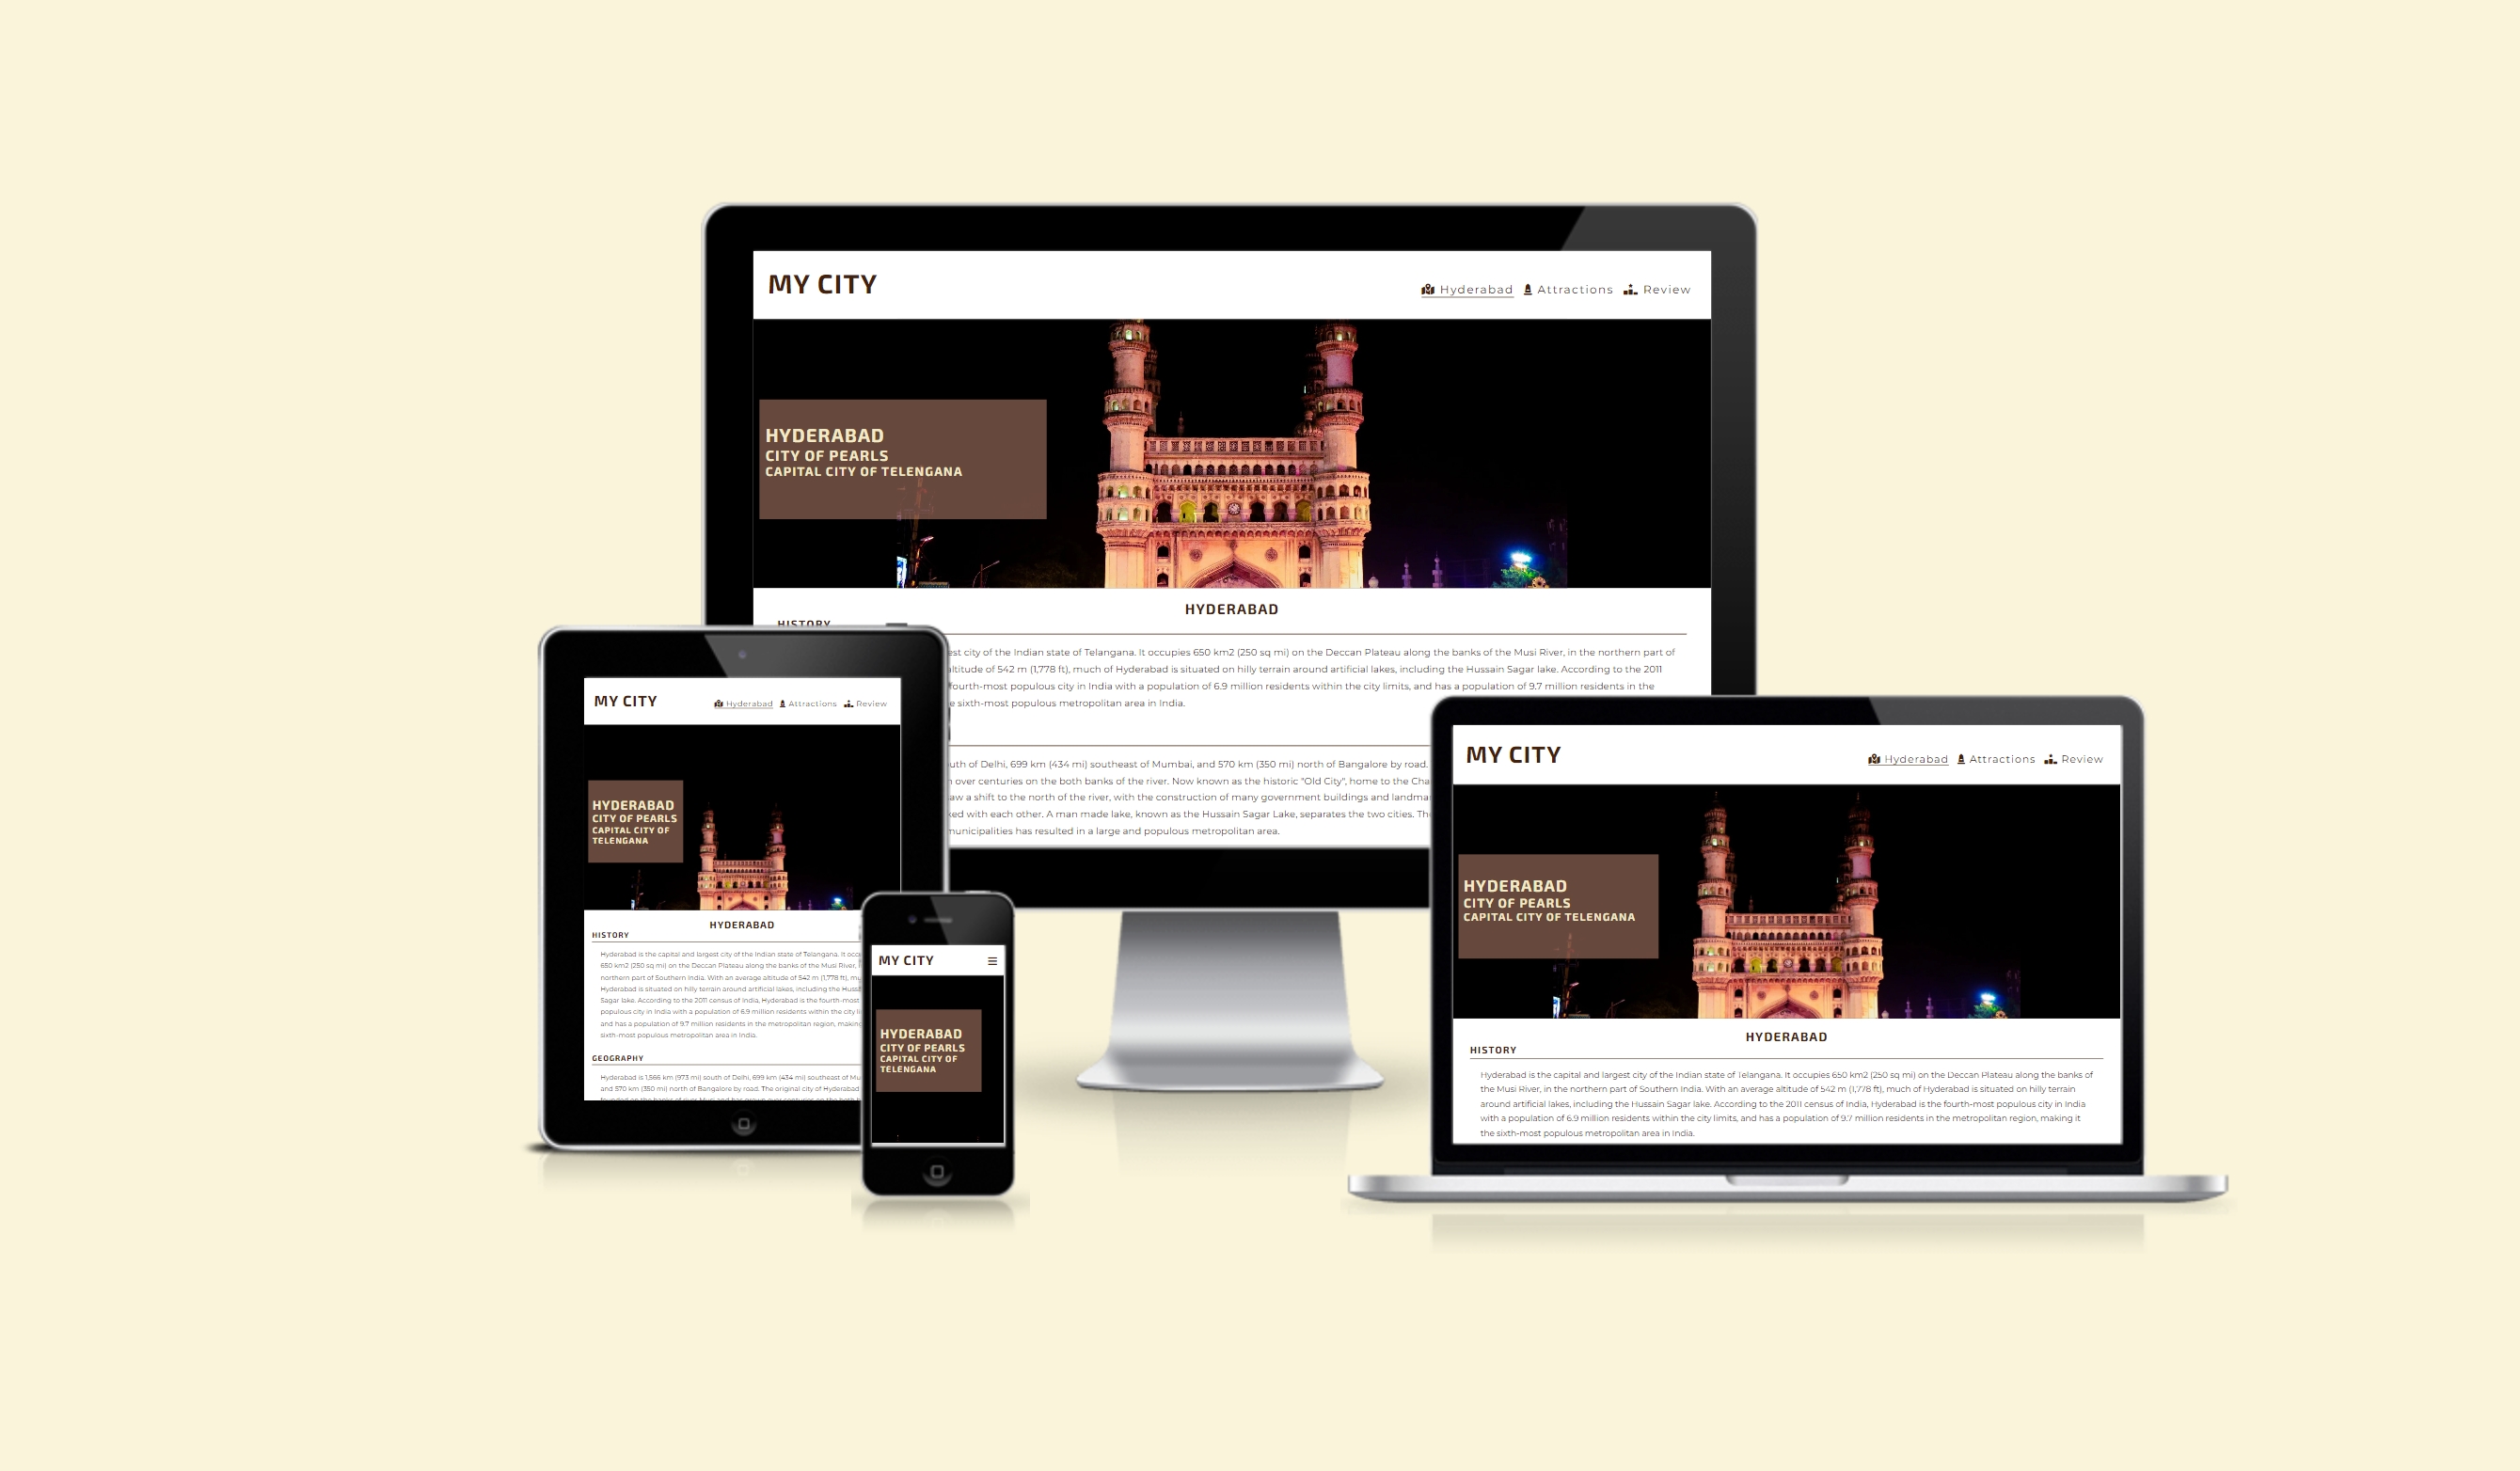 MY CITY
Hyderabad Attractions Review
HYDERABAD
CITY OF PEARLS
CAPITAL CITY OF TELENGANA
HYDERABAD
HISTORY
est city of the Indian state of Telangana. It occupies 650 km2 (250 sq mi) on the Deccan Plateau along the banks of the Musi River, in the northern part of
altitude of 542 m (1,778 ft), much of Hyderabad is situated on hilly terrain around artificial lakes, including the Hussain Sagar lake. According to the 2011
fourth-most populous city in India with a population of 6.9 million residents within the city limits, and has a population of 9.7 million residents in the
sixth-most populous metropolitan area in India.
uth of Delhi, 699 km (434 mi) southeast of Mumbai, and 570 km (350 mi) north of Bangalore by road.
over centuries on the both banks of the river. Now known as the historic "Old City", home to the Cha
aw a shift to the north of the river, with the construction of many government buildings and landma
ked with each other. A man made lake, known as the Hussain Sagar Lake, separates the two cities. Th
municipalities has resulted in a large and populous metropolitan area.
MY CITY
Hyderabad Attractions Review
HYDERABAD
CITY OF PEARLS
CAPITAL CITY OF
TELENGANA
HYDERABAD
HISTORY
Hyderabad is the capital and largest city of the Indian state of Telangana. It occ
650 km2 (250 sq mi) on the Deccan Plateau along the banks of the Musi River,
northern part of Southern India. With an average altitude of 542 m (1,778 ft), mu
Hyderabad is situated on hilly terrain around artificial lakes, including the Huss
Sagar lake. According to the 2011 census of India, Hyderabad is the fourth-most
populous city in India with a population of 6.9 million residents within the city li
and has a population of 9.7 million residents in the metropolitan region, making
sixth-most populous metropolitan area in India.
GEOGRAPHY
Hyderabad is 1,566 km (973 mi) south of Delhi, 699 km (434 mi) southeast of Mu
and 570 km (350 mi) north of Bangalore by road. The original city of Hyderabad
founded on the banks of river Musi and has grown over centuries on the both
MY CITY
HYDERABAD
CITY OF PEARLS
CAPITAL CITY OF
TELENGANA
MY CITY
Hyderabad Attractions Review
HYDERABAD
CITY OF PEARLS
CAPITAL CITY OF TELENGANA
HYDERABAD
HISTORY
Hyderabad is the capital and largest city of the Indian state of Telangana. It occupies 650 km2 (250 sq mi) on the Deccan Plateau along the banks of
the Musi River, in the northern part of Southern India. With an average altitude of 542 m (1,778 ft), much of Hyderabad is situated on hilly terrain
around artificial lakes, including the Hussain Sagar lake. According to the 2011 census of India, Hyderabad is the fourth-most populous city in India
with a population of 6.9 million residents within the city limits, and has a population of 9.7 million residents in the metropolitan region, making it
the sixth-most populous metropolitan area in India.